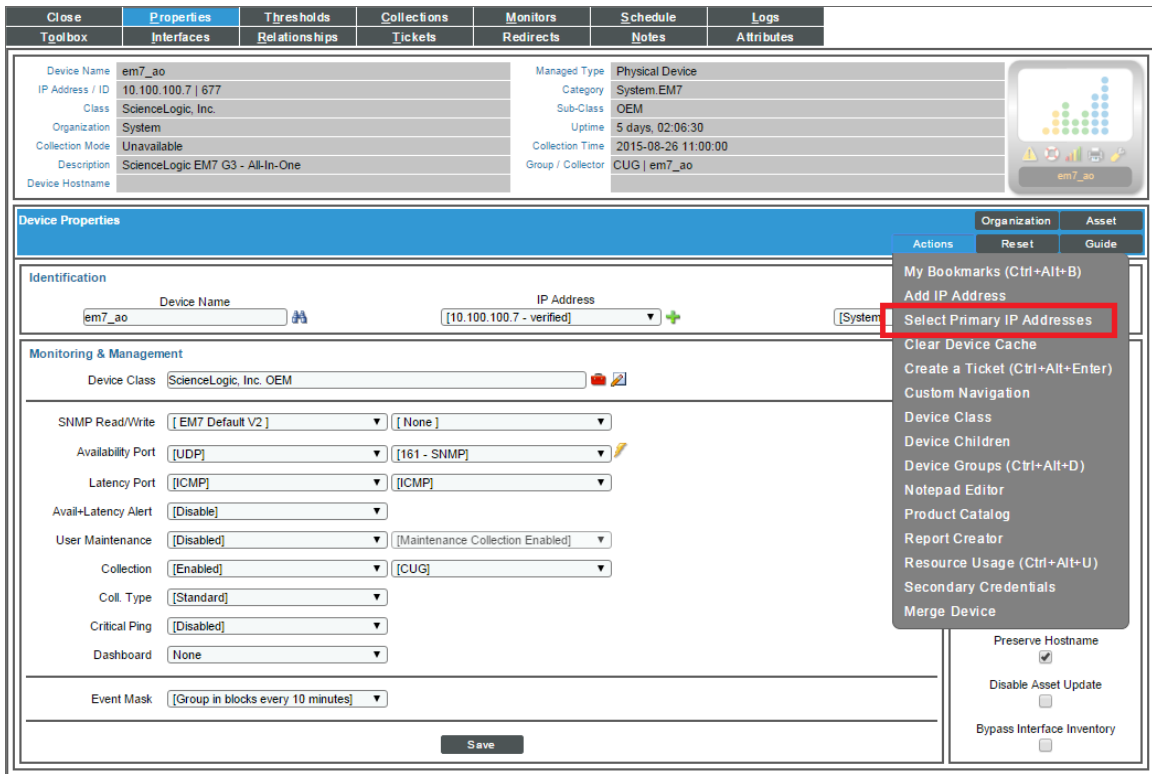 Close Properties Thresholds Collections Monitors Schedule Logs
Toolbox Interfaces Relationships Tickets Redirects Notes Attributes
Device Name em7_ao Managed Type Physical Device
IP Address / ID 10.100.100.7 | 677 Category System.EM7
Class ScienceLogic, Inc. Sub-Class OEM
Organization System Uptime 5 days, 02:06:30
Collection Mode Unavailable Collection Time 2015-08-26 11:00:00
Description ScienceLogic EM7 G3 - All-In-One Group / Collector CUG | em7_ao
Device Hostname
em7_ao
Device Properties Organization Asset
Actions Reset Guide
My Bookmarks (Ctrl+Alt+B)
Add IP Address
Select Primary IP Addresses
Clear Device Cache
Create a Ticket (Ctrl+Alt+Enter)
Custom Navigation
Device Class
Device Children
Device Groups (Ctrl+Alt+D)
Notepad Editor
Product Catalog
Report Creator
Resource Usage (Ctrl+Alt+U)
Secondary Credentials
Merge Device
Identification
Device Name IP Address
em7_ao [10.100.100.7 - verified] [System
Monitoring & Management
Device Class ScienceLogic, Inc. OEM
SNMP Read/Write [ EM7 Default V2 ] [ None ]
Availability Port [UDP] [161 - SNMP]
Latency Port [ICMP] [ICMP]
Avail+Latency Alert [Disable]
User Maintenance [Disabled] [Maintenance Collection Enabled]
Collection [Enabled] [CUG]
Coll. Type [Standard]
Critical Ping [Disabled]
Dashboard None
Event Mask [Group in blocks every 10 minutes]
Save
Preserve Hostname
Disable Asset Update
Bypass Interface Inventory